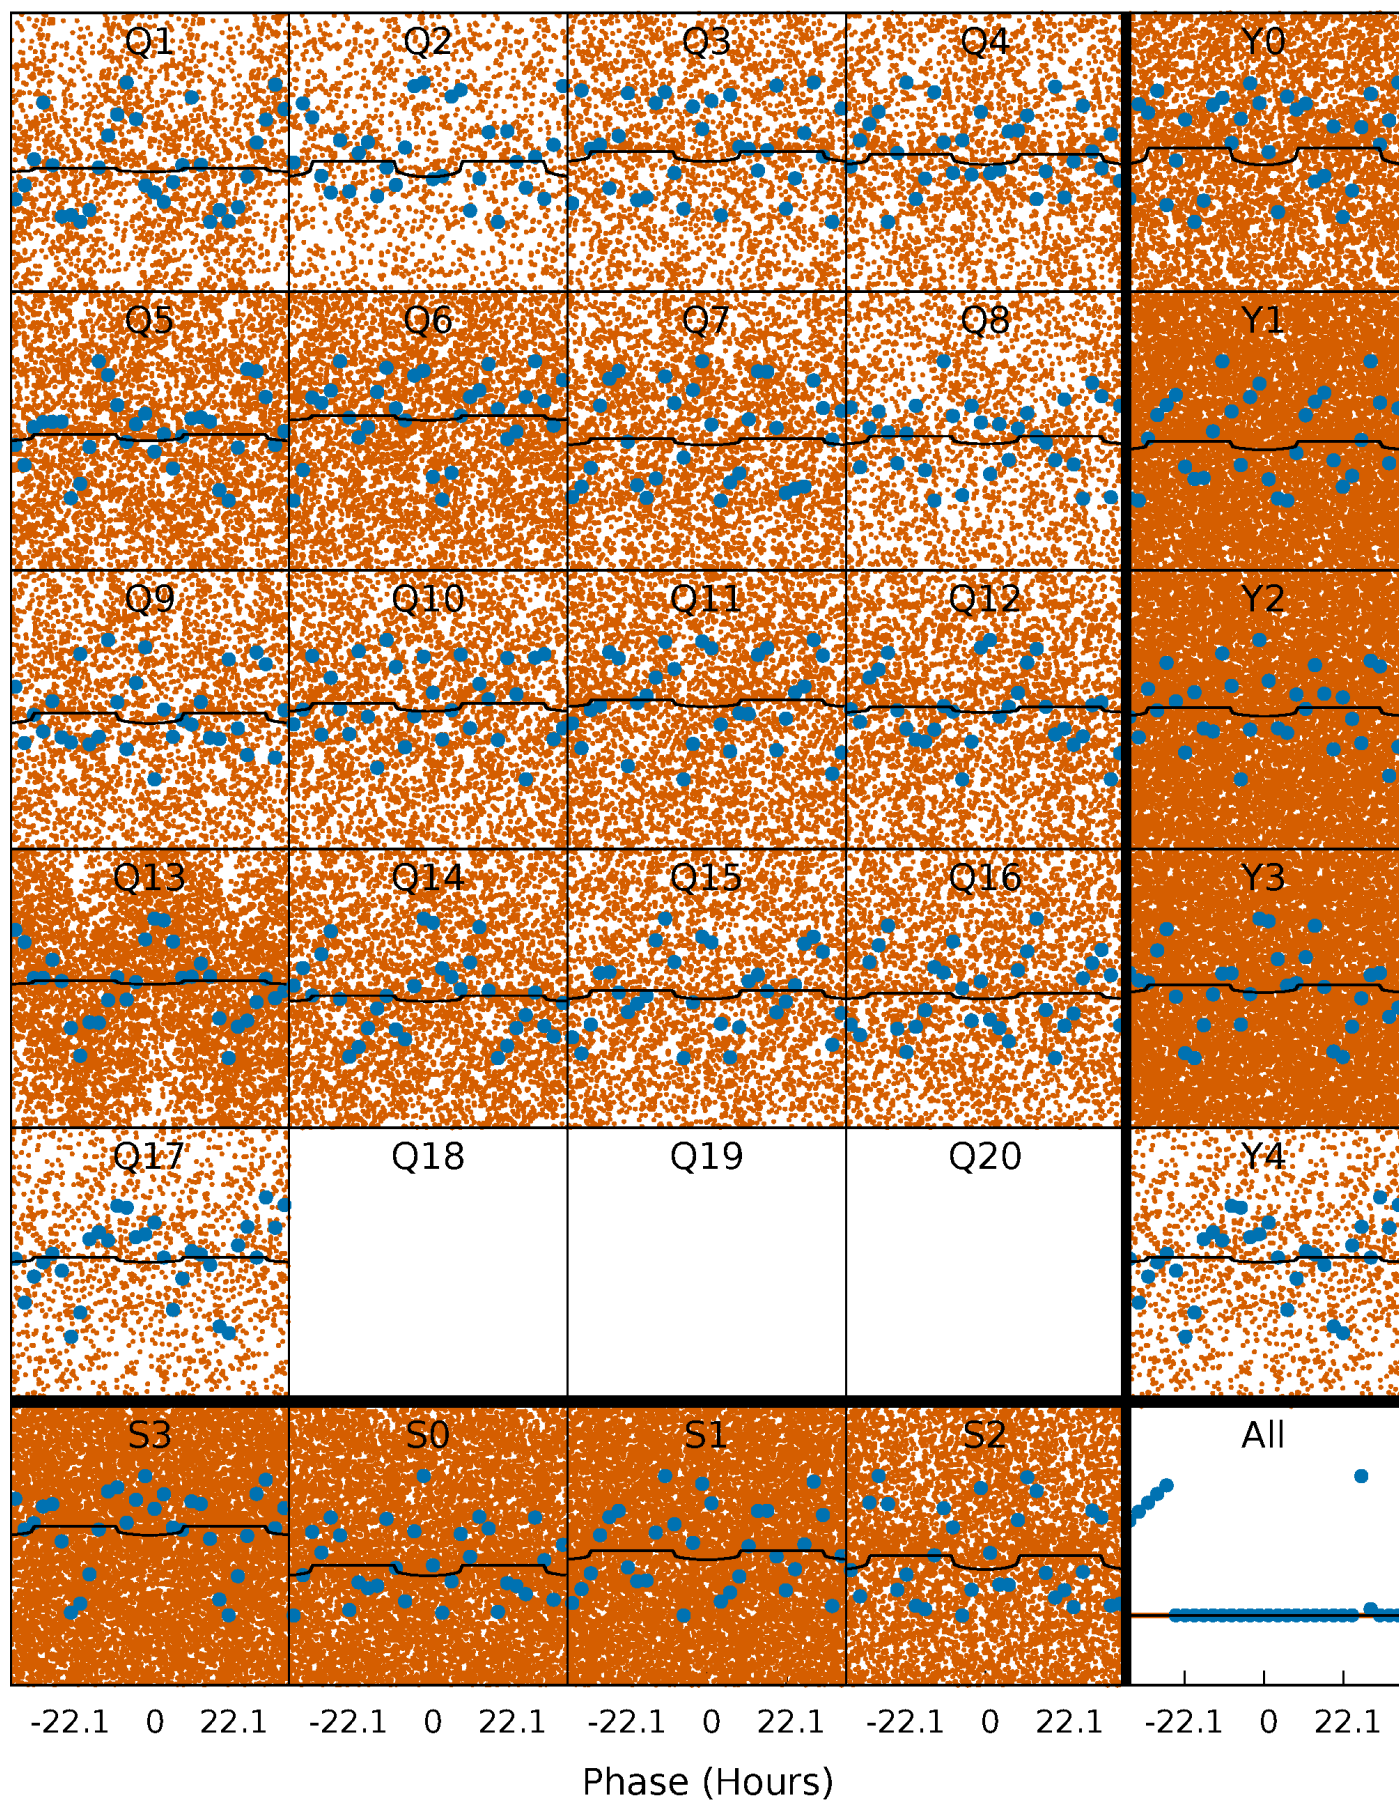 Q1 Q2 Q3 Q4 Y0
Q5 Q6 Q7 Q8 Y1
Q9 Q10 Q11 Q12 Y2
Q13 Q14 Q15 Q16 Y3
Q17 Q18 Q19 Q20 Y4
S3 S0 S1 S2 All
-22.1 0 22.1 -22.1 0 22.1 -22.1 0 22.1 -22.1 0 22.1 -22.1 0 22.1
Phase (Hours)